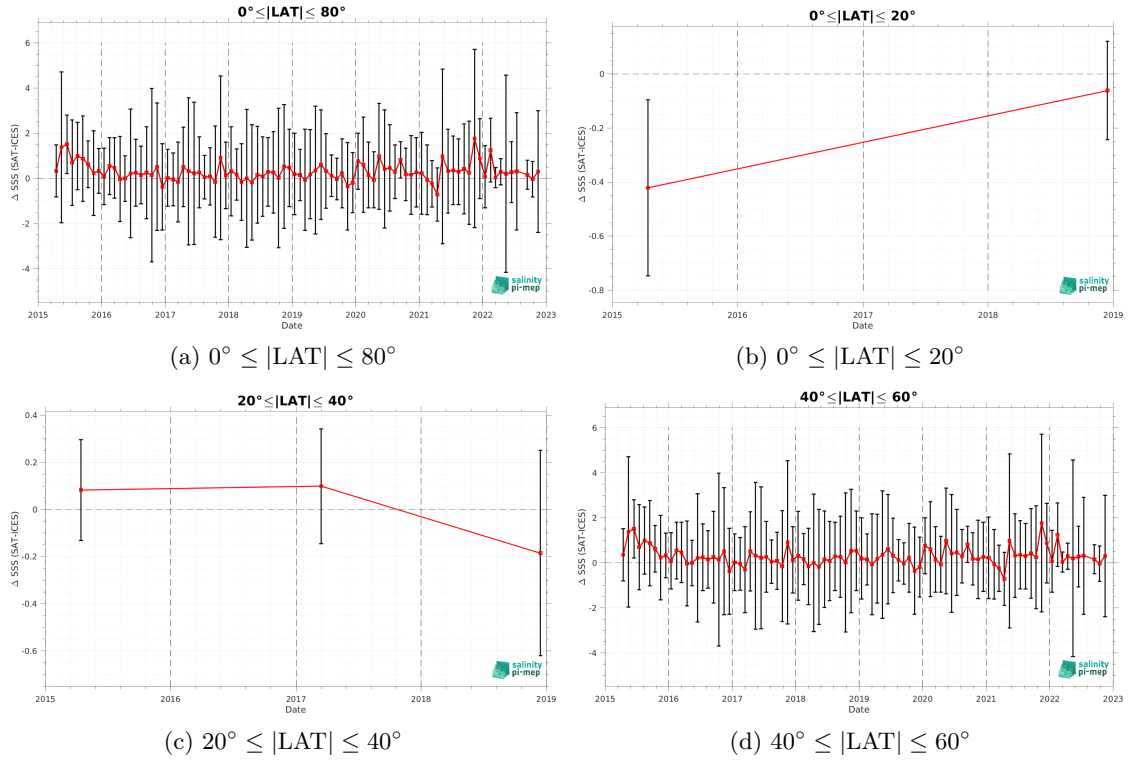 0°≤|LAT|≤ 80°
Δ SSS (SAT-ICES)
6
4
2
0
-2
-4
salinity
pi-mep
2015 2016 2017 2018 2019 2020 2021 2022 2023
Date
(a) 0° ≤ |LAT| ≤ 80°
0°≤|LAT|≤ 20°
Δ SSS (SAT-ICES)
0
-0.2
-0.4
-0.6
-0.8
salinity
pi-mep
2015 2016 2017 2018 2019
Date
(b) 0° ≤ |LAT| ≤ 20°
20°≤|LAT|≤ 40°
Δ SSS (SAT-ICES)
0.4
0.2
0
-0.2
-0.4
-0.6
salinity
pi-mep
2015 2016 2017 2018 2019
Date
(c) 20° ≤ |LAT| ≤ 40°
40°≤|LAT|≤ 60°
Δ SSS (SAT-ICES)
6
4
2
0
-2
-4
salinity
pi-mep
2015 2016 2017 2018 2019 2020 2021 2022 2023
Date
(d) 40° ≤ |LAT| ≤ 60°